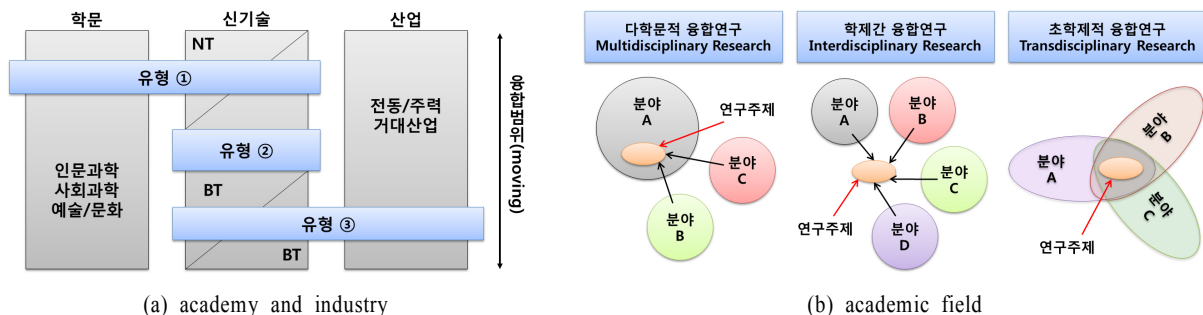 학문
신기술
산업
NT
유형 ①
전통/주력
거대산업
유형 ②
인문과학
사회과학
예술/문화
BT
유형 ③
BT
융합범위(moving)
(a) academy and industry
다학문적 융합연구
Multidisciplinary Research
학제간 융합연구
Interdisciplinary Research
초학제적 융합연구
Transdisciplinary Research
분야
A
연구주제
분야
C
분야
B
분야
A
분야
B
분야
C
연구주제
분야
D
분야
B
분야
A
분야
C
연구주제
(b) academic field